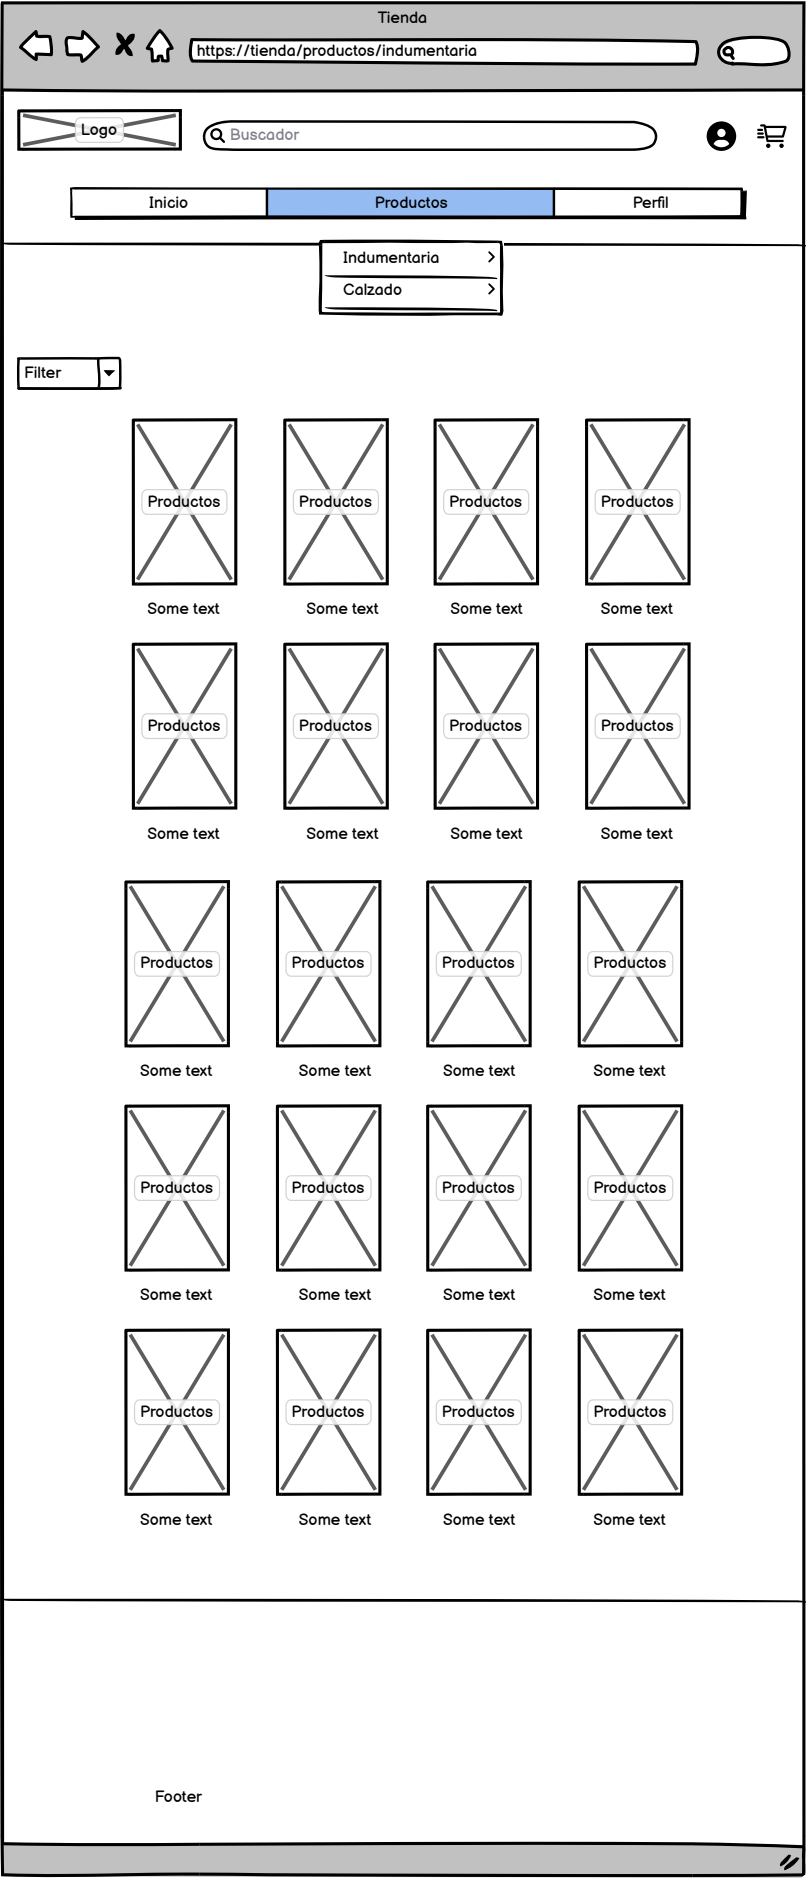 Tienda
https://tienda/productos/indumentaria
Logo
Buscador
Inicio Productos Perfil
Indumentaria
Calzado
Filter
Productos Productos Productos Productos
Some text Some text Some text Some text
Productos Productos Productos Productos
Some text Some text Some text Some text
Productos Productos Productos Productos
Some text Some text Some text Some text
Productos Productos Productos Productos
Some text Some text Some text Some text
Productos Productos Productos Productos
Some text Some text Some text Some text
Footer